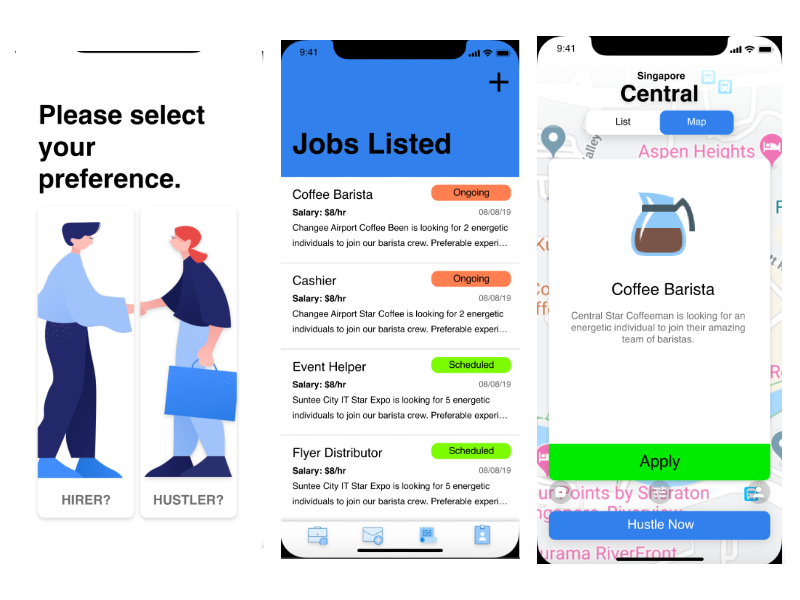 Please select
your
preference.
HIRER?
HUSTLER?
9:41
Jobs Listed
Coffee Barista
Ongoing
Salary: $8/hr
08/08/19
Changee Airport Coffee Been is looking for 2 energetic
individuals to join our barista crew. Preferable experi...
Cashier
Ongoing
Salary: $8/hr
08/08/19
Changee Airport Star Coffee is looking for 2 energetic
individuals to join our barista crew. Preferable experi...
Event Helper
Scheduled
Salary: $8/hr
08/08/19
Suntee City IT Star Expo is looking for 5 energetic
individuals to join our barista crew. Preferable experi...
Flyer Distributor
Scheduled
Salary: $8/hr
08/08/19
Suntee City IT Star Expo is looking for 5 energetic
individuals to join our barista crew. Preferable experi...
9:41
Singapore
Central
List
Map
alley
Aspen Heights
Coffee Barista
Central Star Coffeeman is looking for an
energetic individual to join their amazing
team of baristas.
Apply
Points by Sheraton
Hustle Now
urama RiverFront